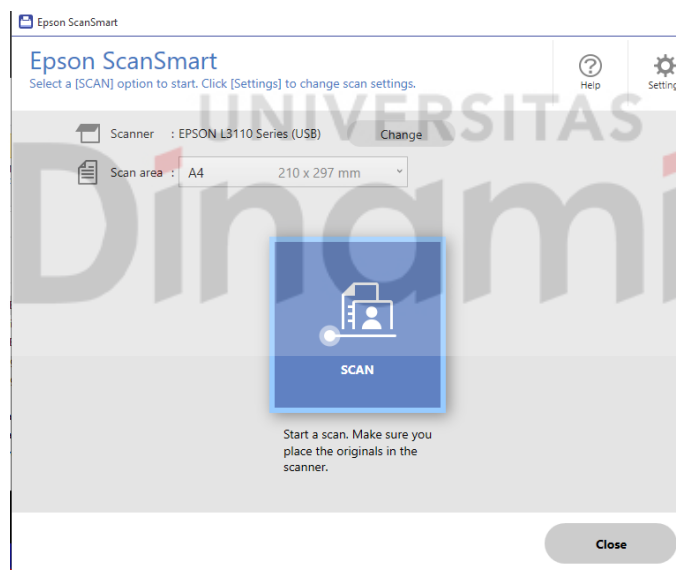 Epson ScanSmart
Epson ScanSmart
Select a [SCAN] option to start. Click [Settings] to change scan settings.
Help
Setting
UNIVERSITAS
Scanner : EPSON L3110 Series (USB) Change
Scan area : A4 210 x 297 mm
Dinami
SCAN
Start a scan. Make sure you
place the originals in the
scanner.
Close